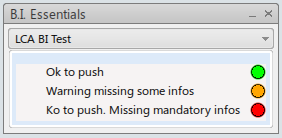 B.I. Essentials
LCA BI Test
Ok to push
Warning missing some infos
Ko to push. Missing mandatory infos